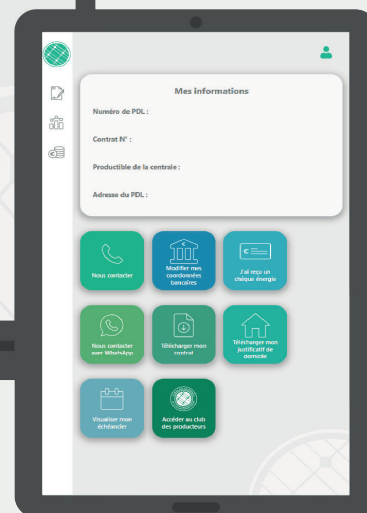 Mes informations
Numéro de PDL :
Contrat N° :
Productible de la centrale :
Adresse du PDL :
Nous contacter
Modifier mes
coordonnées
bancaires
J'ai reçu un
chèque énergie
Nous contacter
avec WhatsApp
Télécharger mon
contrat
Télécharger mon
justificatif de
domicile
Visualiser mon
échéancier
Accéder au club
des producteurs